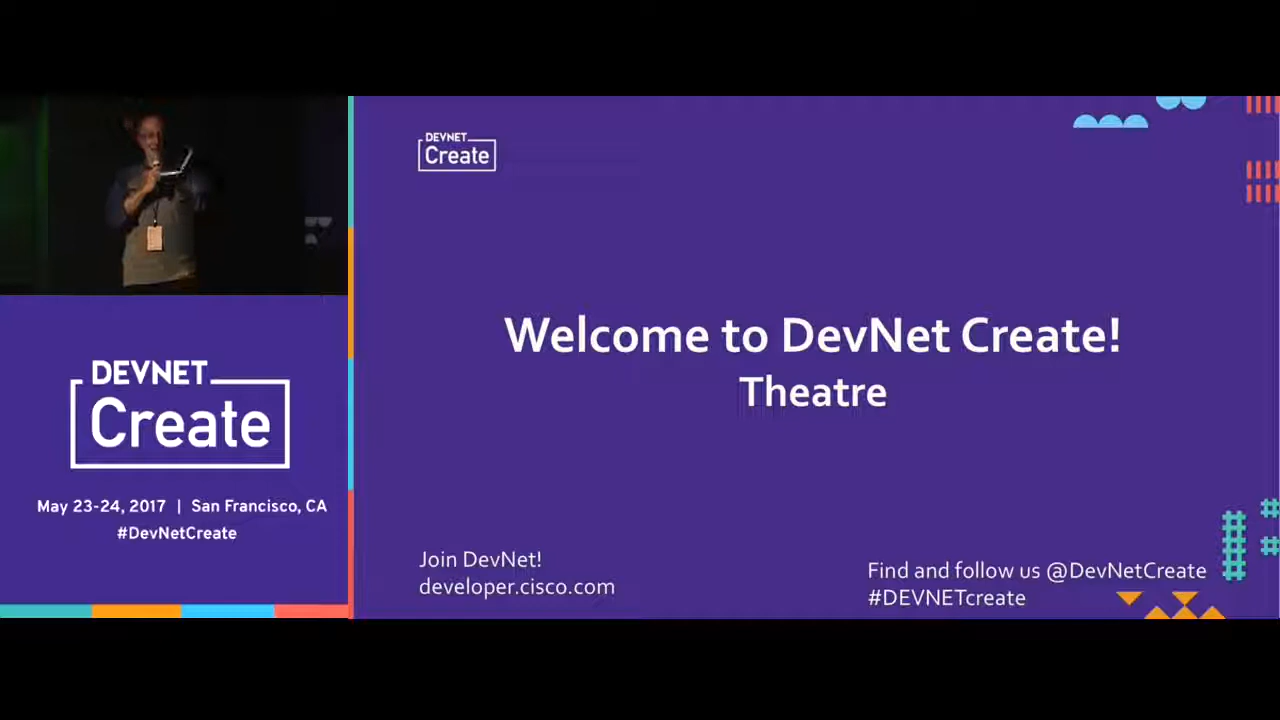 DEVNET
Create
May 23-24, 2017 | San Francisco, CA
#DevNetCreate
DEVNET
Create
Welcome to DevNet Create!
Theatre
Join DevNet!
developer.cisco.com
Find and follow us @DevNetCreate
#DEVNETcreate